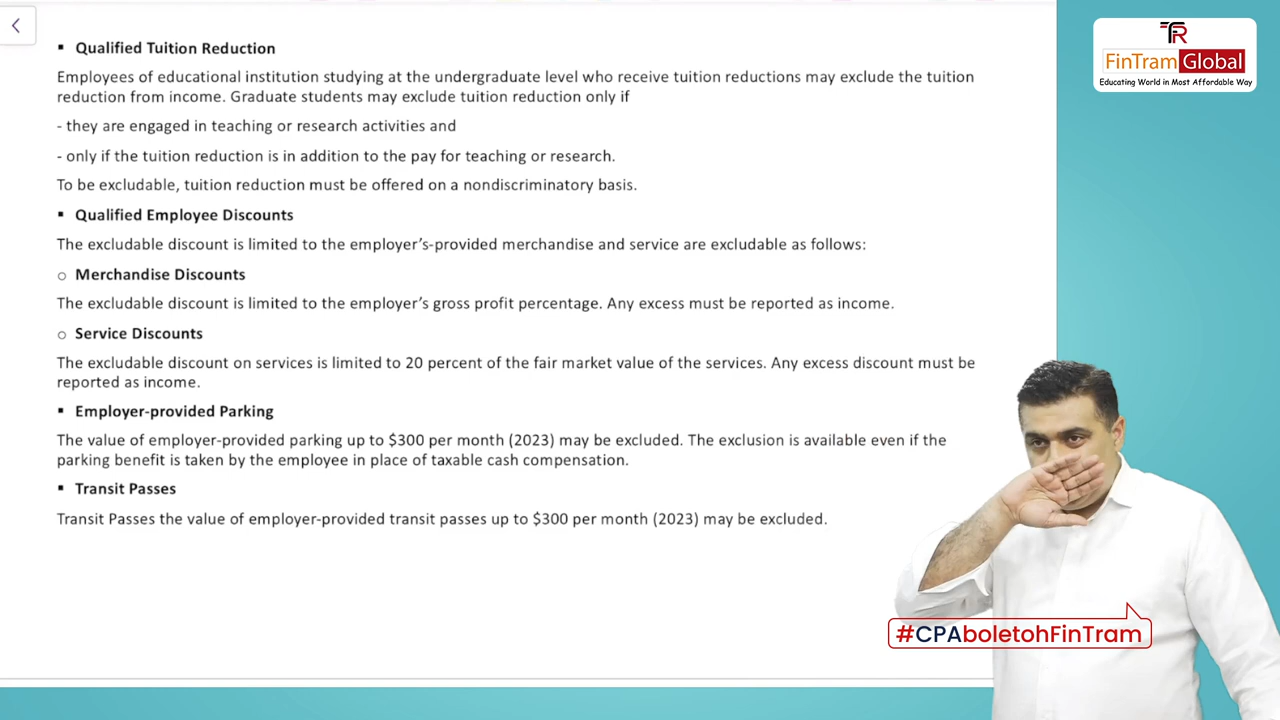 ▪ Qualified Tuition Reduction
Employees of educational institution studying at the undergraduate level who receive tuition reductions may exclude the tuition
reduction from income. Graduate students may exclude tuition reduction only if
- they are engaged in teaching or research activities and
- only if the tuition reduction is in addition to the pay for teaching or research.
To be excludable, tuition reduction must be offered on a nondiscriminatory basis.
▪ Qualified Employee Discounts
The excludable discount is limited to the employer's-provided merchandise and service are excludable as follows:
o Merchandise Discounts
The excludable discount is limited to the employer's gross profit percentage. Any excess must be reported as income.
o Service Discounts
The excludable discount on services is limited to 20 percent of the fair market value of the services. Any excess discount must be
reported as income.
▪ Employer-provided Parking
The value of employer-provided parking up to $300 per month (2023) may be excluded. The exclusion is available even if the
parking benefit is taken by the employee in place of taxable cash compensation.
▪ Transit Passes
Transit Passes the value of employer-provided transit passes up to $300 per month (2023) may be excluded.
FinTram Global
Educating World in Most Affordable Way
#CPAboletohFinTram